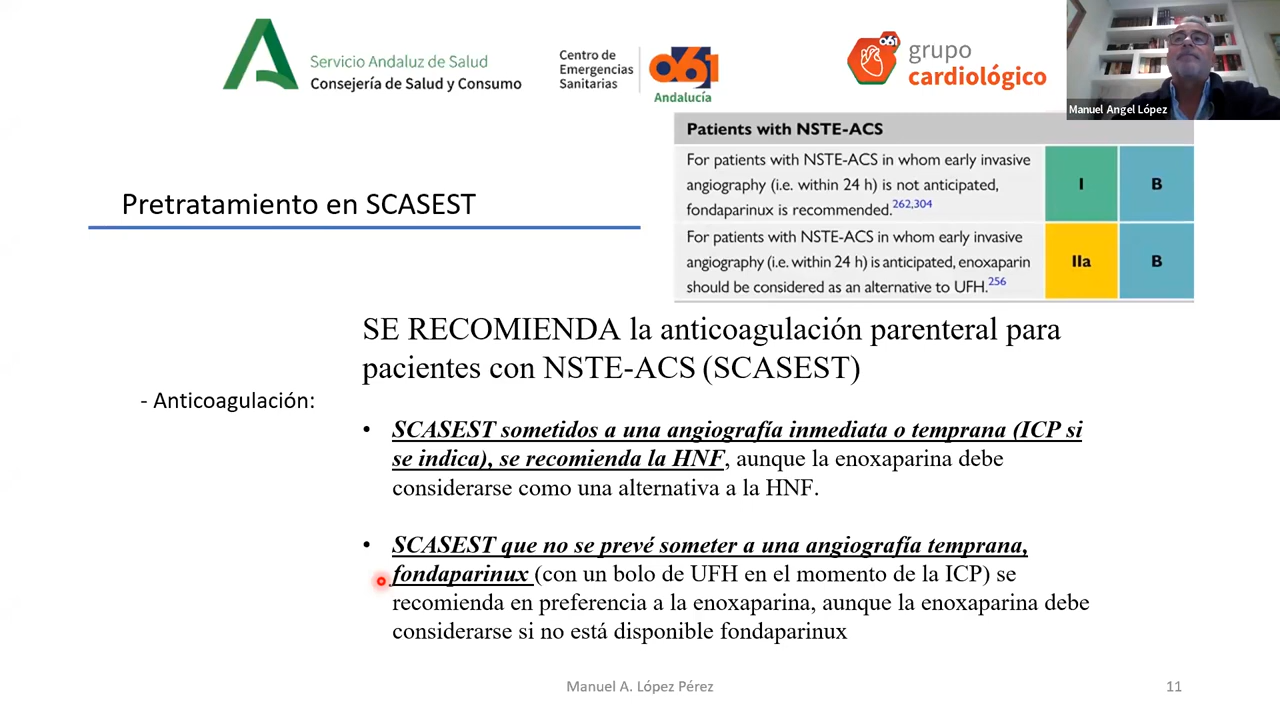 Servicio Andaluz de Salud
Consejería de Salud y Consumo
Centro de
Emergencias
Sanitarias
061
Andalucía
061
grupo
cardiológico
Manuel Angel López
Patients with NSTE-ACS
For patients with NSTE-ACS in whom early invasive
angiography (i.e. within 24 h) is not anticipated,
fondaparinux is recommended.262,304
I
B
For patients with NSTE-ACS in whom early invasive
angiography (i.e. within 24 h) is anticipated, enoxaparin
should be considered as an alternative to UFH.256
IIa
B
Pretratamiento en SCASEST
SE RECOMIENDA la anticoagulación parenteral para
pacientes con NSTE-ACS (SCASEST)
- Anticoagulación:
• SCASEST sometidos a una angiografía inmediata o temprana (ICP si
se indica), se recomienda la HNF, aunque la enoxaparina debe
considerarse como una alternativa a la HNF.
• SCASEST que no se prevé someter a una angiografía temprana,
fondaparinux (con un bolo de UFH en el momento de la ICP) se
recomienda en preferencia a la enoxaparina, aunque la enoxaparina debe
considerarse si no está disponible fondaparinux
Manuel A. López Pérez
11